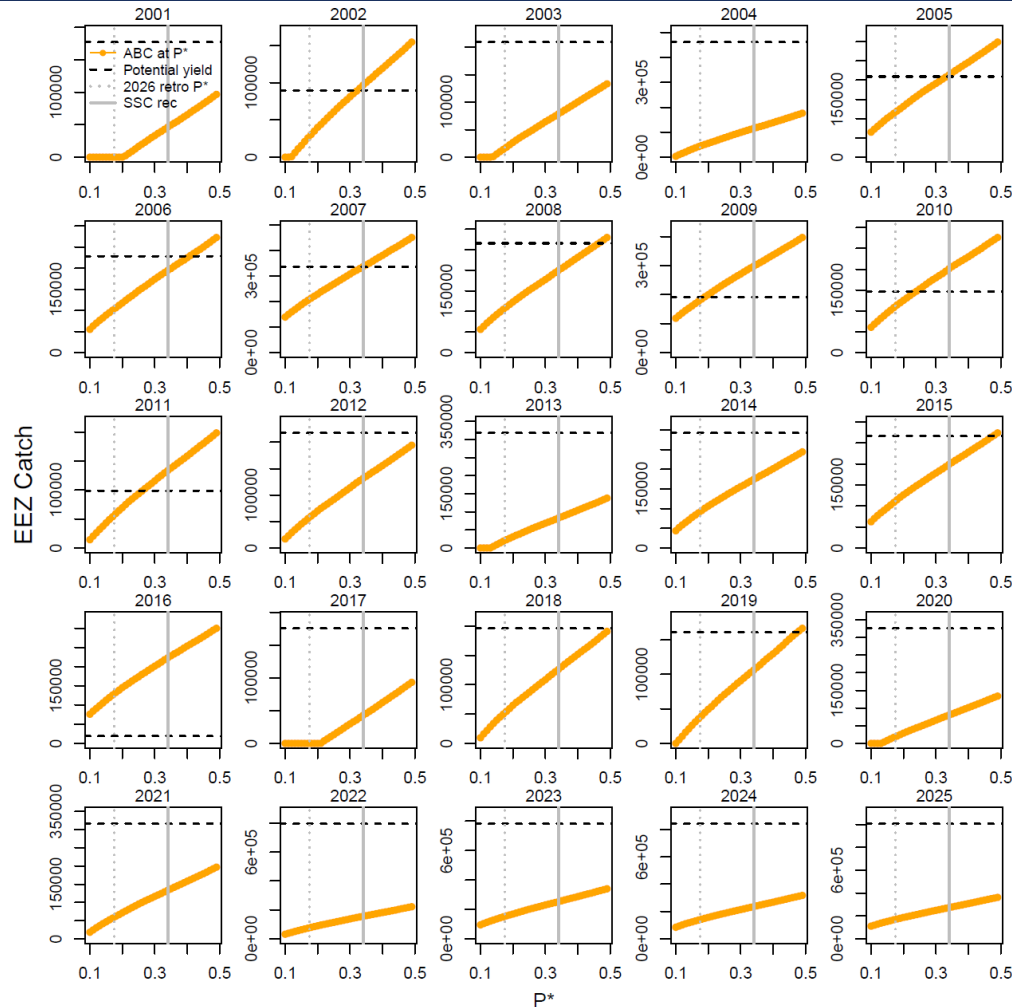 2001 2002 2003 2004 2005
ABC at P*
Potential yield
2026 retro P*
SSC rec
0 100000
0 100000
0 100000
0e+00 3e+05
0 150000
0.1 0.3 0.5 0.1 0.3 0.5 0.1 0.3 0.5 0.1 0.3 0.5 0.1 0.3 0.5
2006 2007 2008 2009 2010
0 150000
0e+00 3e+05
0 150000
0e+00 3e+05
0 150000
0.1 0.3 0.5 0.1 0.3 0.5 0.1 0.3 0.5 0.1 0.3 0.5 0.1 0.3 0.5
EEZ Catch
2011 2012 2013 2014 2015
0 100000
0 100000
0 150000 350000
0 150000
0 150000
0.1 0.3 0.5 0.1 0.3 0.5 0.1 0.3 0.5 0.1 0.3 0.5 0.1 0.3 0.5
2016 2017 2018 2019 2020
0 150000
0 100000
0 100000
0 100000
0 150000 350000
0.1 0.3 0.5 0.1 0.3 0.5 0.1 0.3 0.5 0.1 0.3 0.5 0.1 0.3 0.5
2021 2022 2023 2024 2025
0 150000 350000
0e+00 6e+05
0e+00 6e+05
0e+00 6e+05
0e+00 6e+05
0.1 0.3 0.5 0.1 0.3 0.5 0.1 0.3 0.5 0.1 0.3 0.5 0.1 0.3 0.5
P*